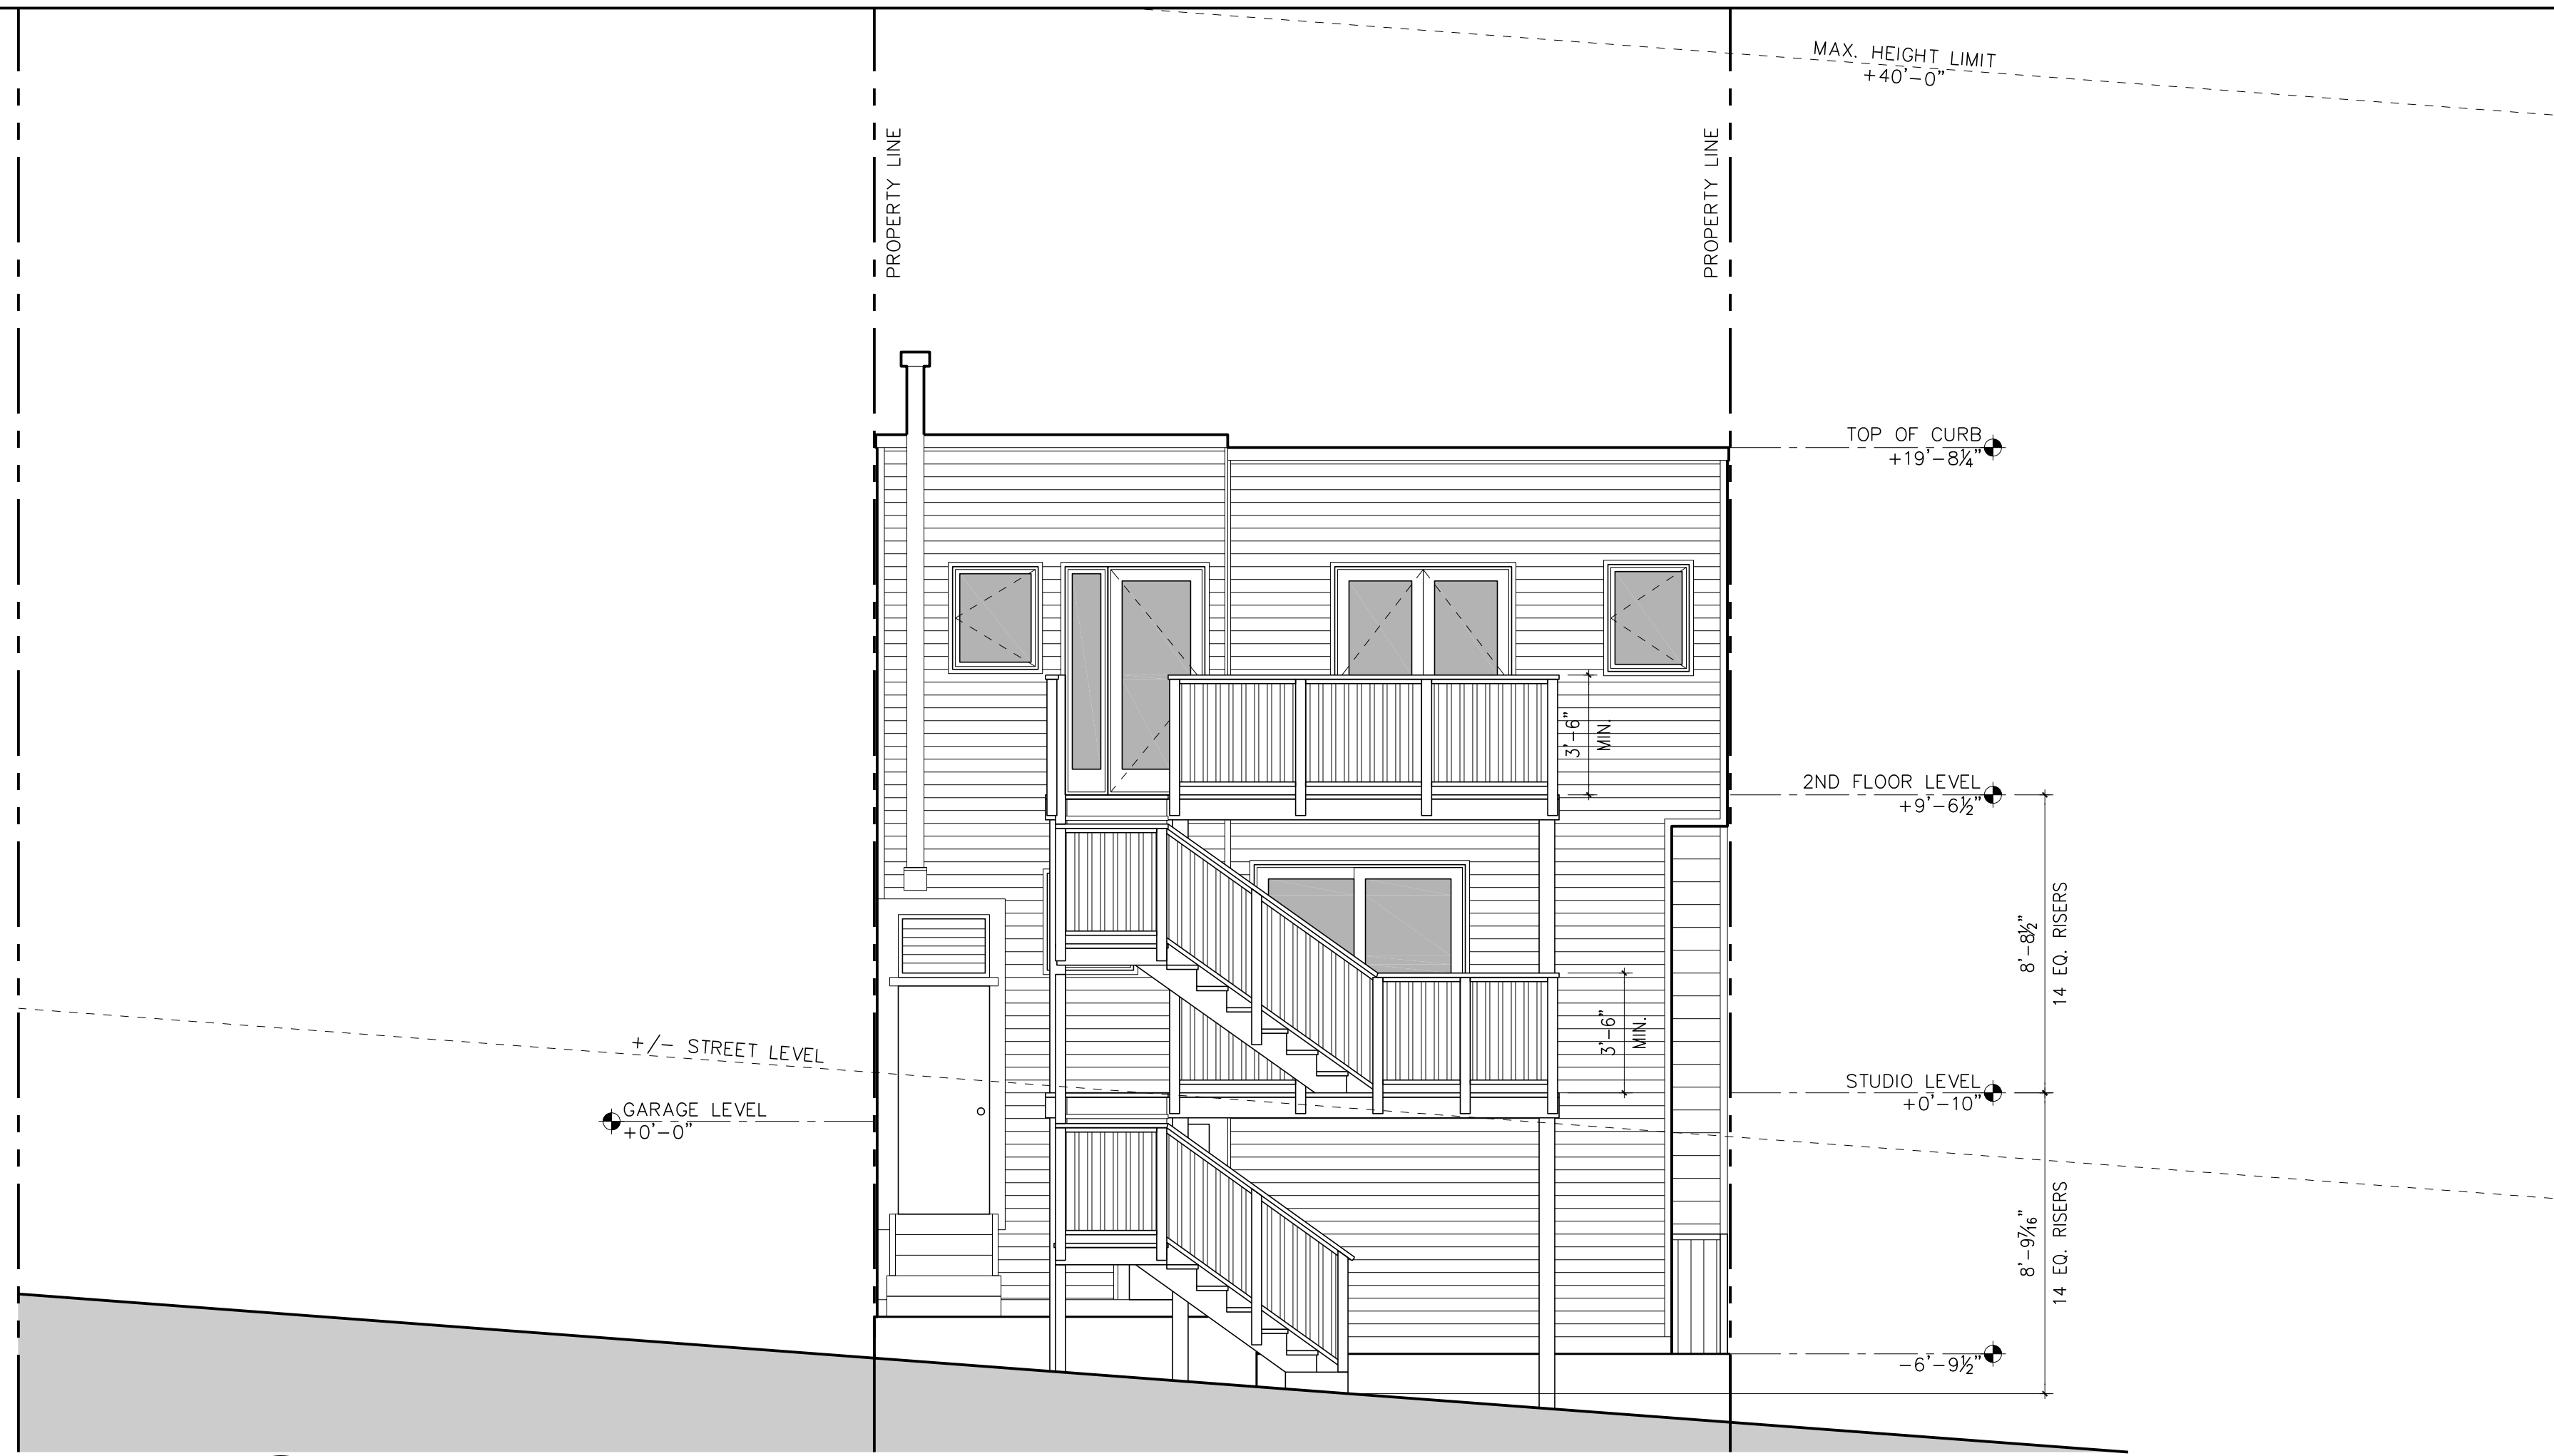 MAX. HEIGHT LIMIT
+40'-0"
PROPERTY LINE
PROPERTY LINE
TOP OF CURB
+19'-8¼"
3'-6"
MIN.
2ND FLOOR LEVEL
+9'-6½"
8'-8½"
14 EQ. RISERS
3'-6"
MIN.
+/- STREET LEVEL
STUDIO LEVEL
+0'-10"
GARAGE LEVEL
+0'-0"
8'-9⁷⁄₁₆"
14 EQ. RISERS
-6'-9½"